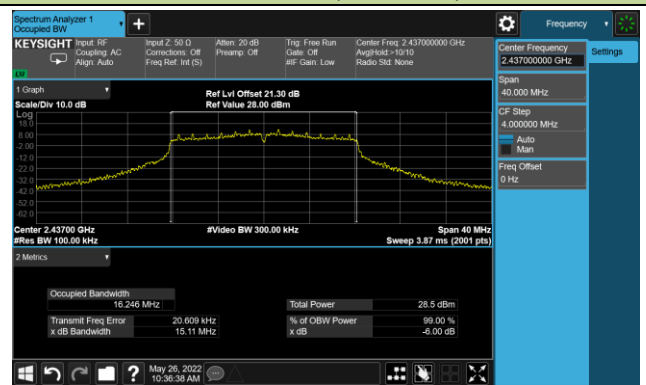 Spectrum Analyzer 1
Occupied BW
+
Frequency
KEYSIGHT
Input: RF
Coupling: AC
Align: Auto
Input Z: 50 Ω
Corrections: Off
Freq Ref: Int (S)
Atten: 20 dB
Preamp: Off
Trig: Free Run
Gate: Off
#IF Gain: Low
Center Freq: 2.437000000 GHz
Avg|Hold:>10/10
Radio Std: None
Center Frequency
2.437000000 GHz
Settings
Span
40.000 MHz
CF Step
4.000000 MHz
Auto
Man
Freq Offset
0 Hz
1 Graph
Scale/Div 10.0 dB
Ref Lvl Offset 21.30 dB
Ref Value 28.00 dBm
Log
18.0
8.00
-2.00
-12.0
-22.0
-32.0
-42.0
-52.0
-62.0
Center 2.43700 GHz
#Video BW 300.00 kHz
Span 40 MHz
#Res BW 100.00 kHz
Sweep 3.87 ms (2001 pts)
2 Metrics
Occupied Bandwidth
16.246 MHz
Total Power 28.5 dBm
Transmit Freq Error 20.609 kHz
% of OBW Power 99.00 %
x dB Bandwidth 15.11 MHz
x dB -6.00 dB
?
May 26, 2022
10:36:38 AM